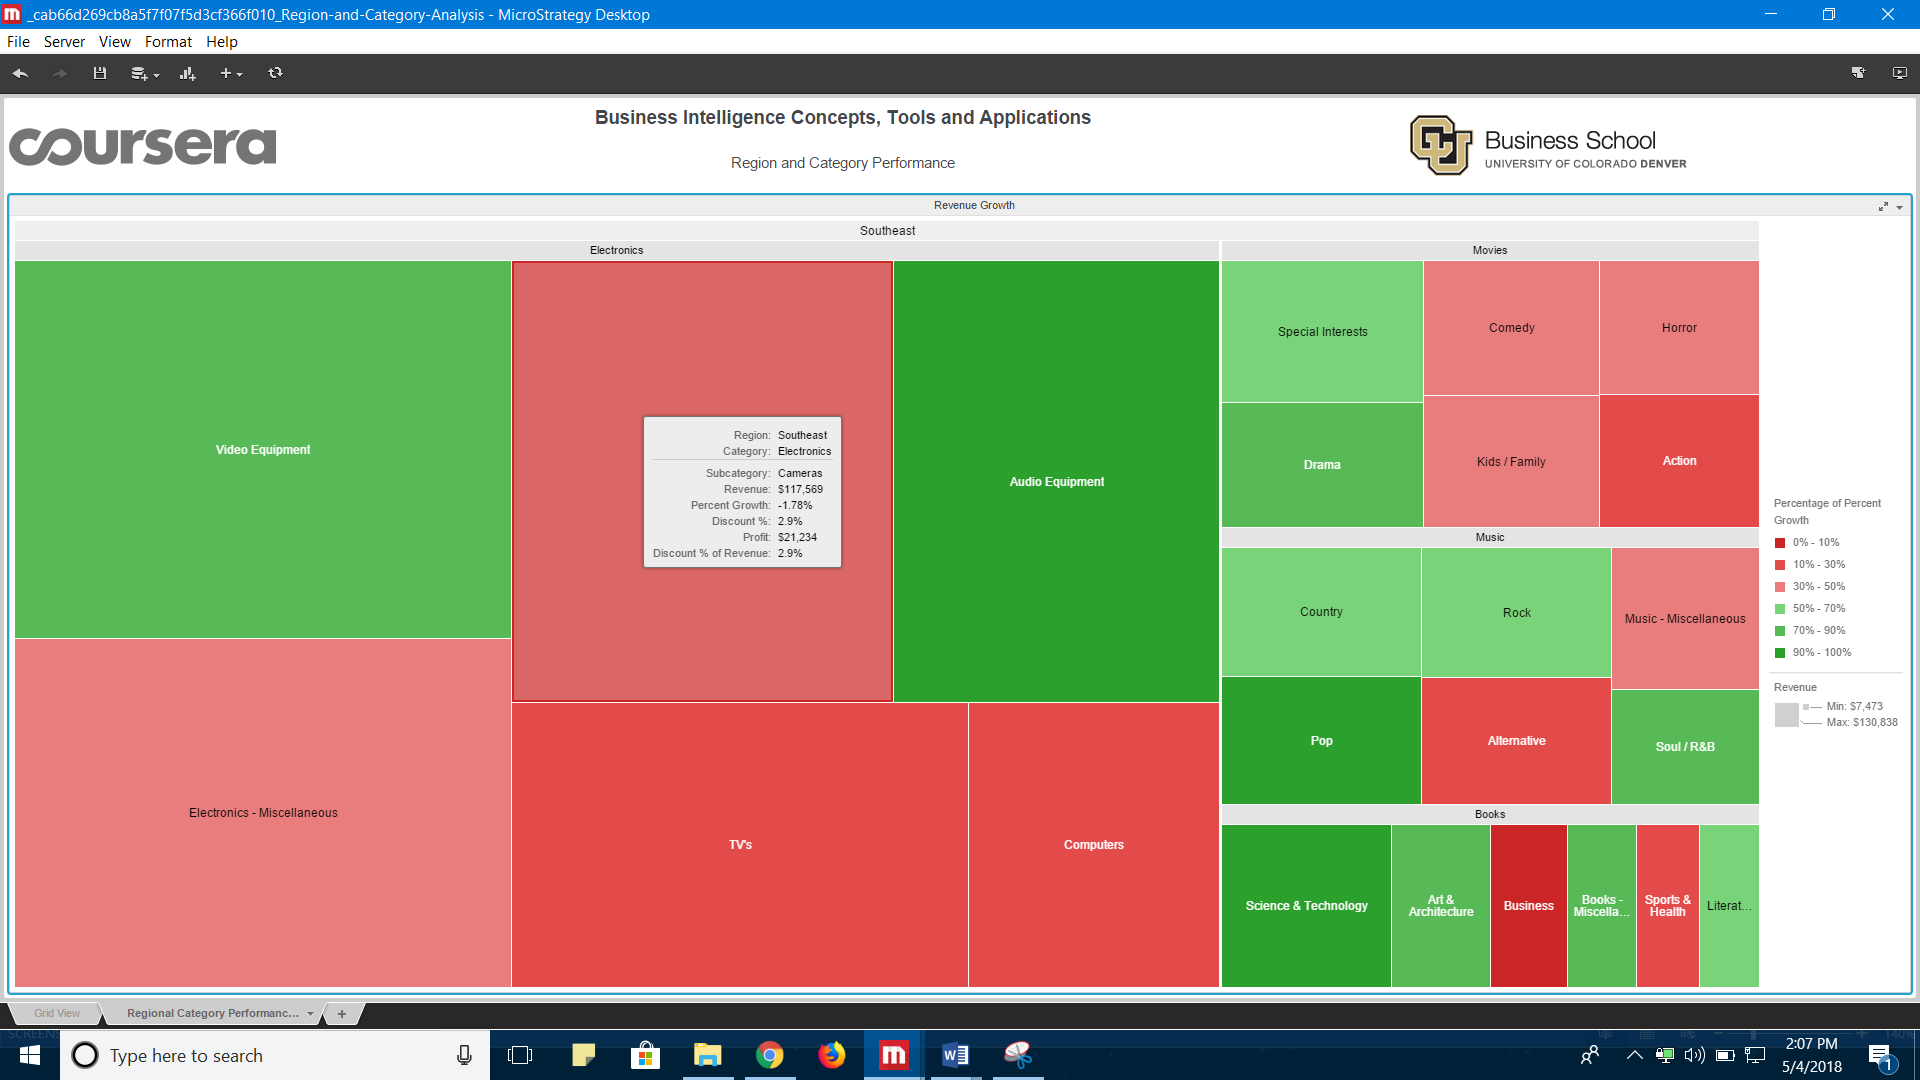 _cab66d269cb8a5f7f07f5d3cf366f010_Region-and-Category-Analysis - MicroStrategy Desktop
File Server View Format Help
coursera
Business Intelligence Concepts, Tools and Applications
Region and Category Performance
Business School
UNIVERSITY OF COLORADO DENVER
Revenue Growth
Southeast
Electronics
Movies
Video Equipment
Region: Southeast
Category: Electronics
Subcategory: Cameras
Revenue: $117,569
Percent Growth: -1.78%
Discount %: 2.9%
Profit: $21,234
Discount % of Revenue: 2.9%
Audio Equipment
Electronics - Miscellaneous
TV's
Computers
Special Interests
Comedy
Horror
Drama
Kids / Family
Action
Music
Country
Rock
Music - Miscellaneous
Pop
Alternative
Soul / R&B
Books
Science & Technology
Art &
Architecture
Business
Books -
Miscella...
Sports &
Health
Literat...
Percentage of Percent
Growth
0% - 10%
10% - 30%
30% - 50%
50% - 70%
70% - 90%
90% - 100%
Revenue
Min: $7,473
Max: $130,838
Grid View
Regional Category Performanc...
Type here to search
2:07 PM
5/4/2018
1